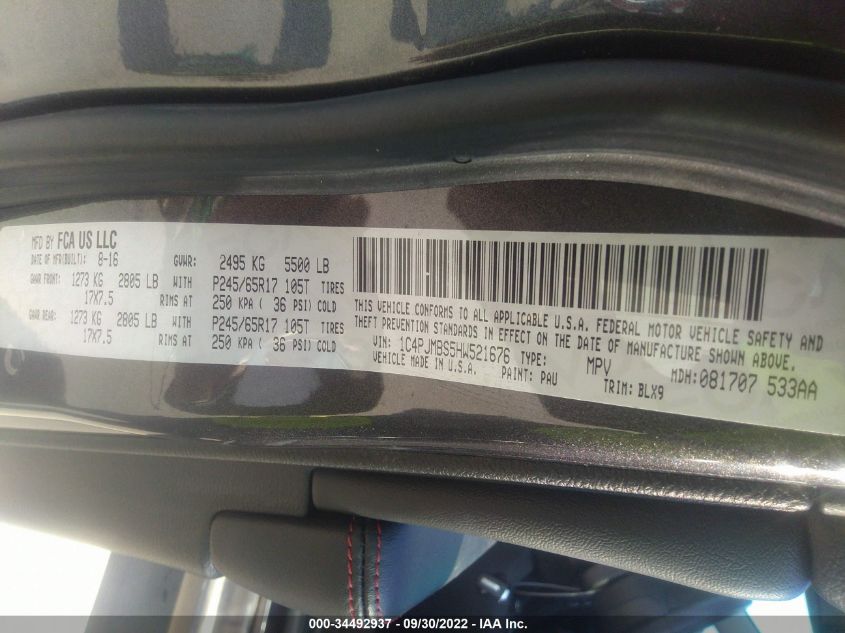 MFD BY FCA US LLC
DATE OF MFR(BUILT): 8-16 GVWR: 2495 KG 5500 LB
GAWR FRONT: 1273 KG 2805 LB WITH P245/65R17 105T TIRES
17X7.5 RIMS AT 250 KPA ( 36 PSI) COLD
GAWR REAR: 1273 KG 2805 LB WITH P245/65R17 105T TIRES
17X7.5 RIMS AT 250 KPA ( 36 PSI) COLD
THIS VEHICLE CONFORMS TO ALL APPLICABLE U.S.A. FEDERAL MOTOR VEHICLE SAFETY AND
THEFT PREVENTION STANDARDS IN EFFECT ON THE DATE OF MANUFACTURE SHOWN ABOVE.
VIN: 1C4PJMBS5HW521676 TYPE: MPV MDH:081707 533AA
VEHICLE MADE IN U.S.A. PAINT: PAU TRIM: BLX9
000-34492937 - 09/30/2022 - IAA Inc.